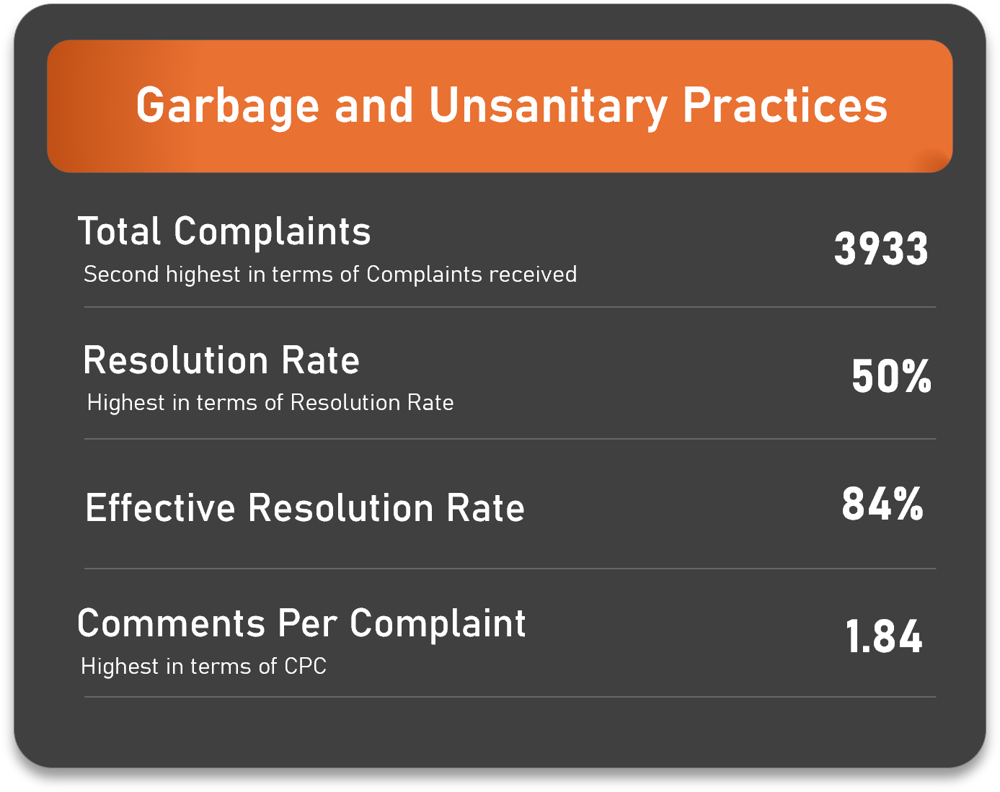 Garbage and Unsanitary Practices
Total Complaints
3933
Second highest in terms of Complaints received
Resolution Rate
50%
Highest in terms of Resolution Rate
Effective Resolution Rate
84%
Comments Per Complaint
1.84
Highest in terms of CPC